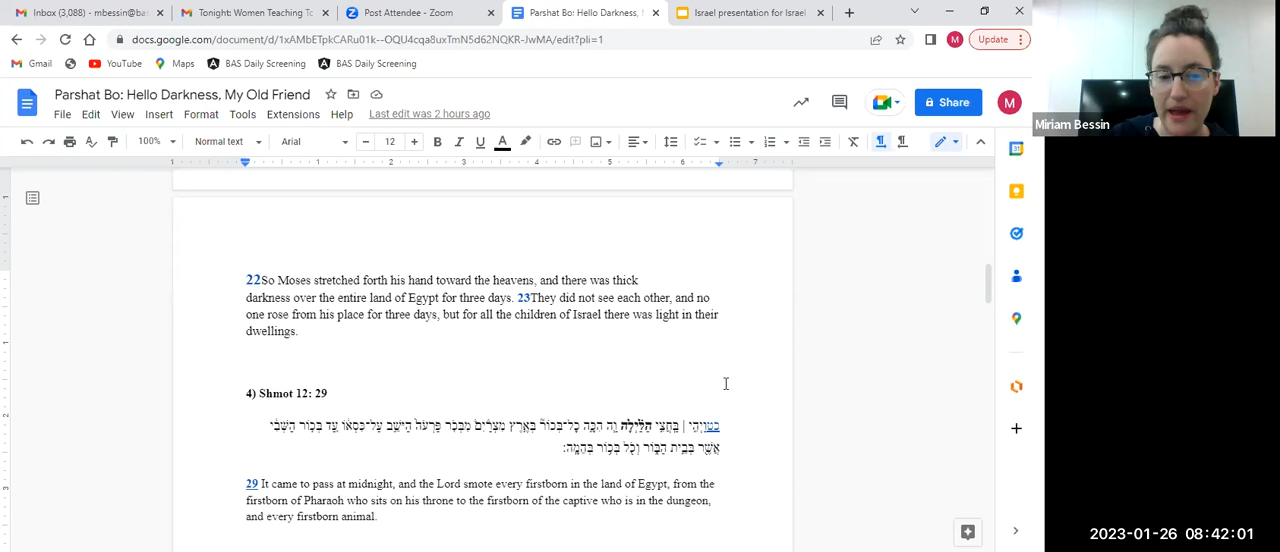 Inbox (3,088) - mbessin@bas
Tonight: Women Teaching To
Post Attendee - Zoom
Parshat Bo: Hello Darkness, M
Israel presentation for Israel
docs.google.com/document/d/1xAMbETpkCARu01k--OQU4cqa8uxTmN5d62NQKR-JwMA/edit?pli=1
Update
Gmail
YouTube
Maps
BAS Daily Screening
BAS Daily Screening
Parshat Bo: Hello Darkness, My Old Friend
File Edit View Insert Format Tools Extensions Help Last edit was 2 hours ago
Share
M
100% Normal text Arial 12
22So Moses stretched forth his hand toward the heavens, and there was thick
darkness over the entire land of Egypt for three days. 23They did not see each other, and no
one rose from his place for three days, but for all the children of Israel there was light in their
dwellings.
4) Shmot 12: 29
כטוַיְהִ֣י | בַּחֲצִ֣י הַלַּ֗יְלָה וַֽה הִכָּ֣ה כָל־בְּכוֹר֘ בְּאֶ֣רֶץ מִצְרַ֒יִם֒ מִבְּכֹ֤ר פַּרְעֹה֙ הַיֹּשֵׁ֣ב עַל־כִּסְא֔וֹ עַ֚ד בְּכ֣וֹר הַשְּׁבִ֔י
אֲשֶׁ֖ר בְּבֵ֣ית הַבּ֑וֹר וְכֹ֖ל בְּכ֥וֹר בְּהֵמָֽה:
29 It came to pass at midnight, and the Lord smote every firstborn in the land of Egypt, from the
firstborn of Pharaoh who sits on his throne to the firstborn of the captive who is in the dungeon,
and every firstborn animal.
Miriam Bessin
2023-01-26 08:42:01